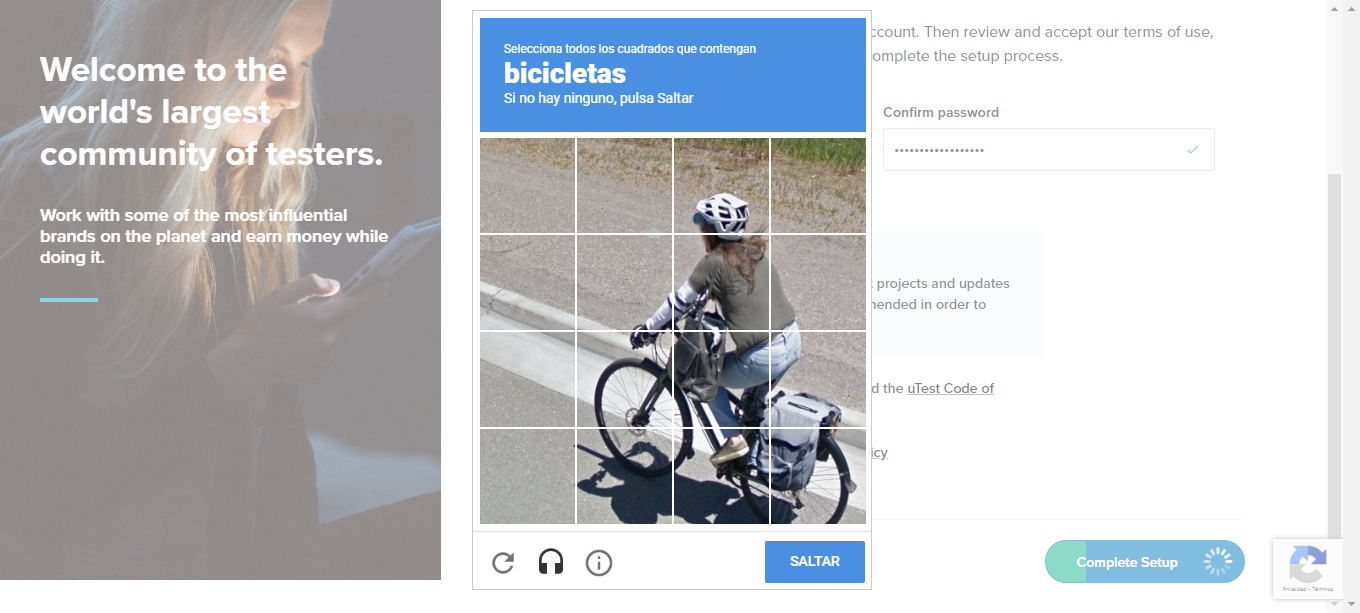 Welcome to the
world's largest
community of testers.
Work with some of the most influential
brands on the planet and earn money while
doing it.
Selecciona todos los cuadrados que contengan
bicicletas
Si no hay ninguno, pulsa Saltar
SALTAR
ccount. Then review and accept our terms of use,
omplete the setup process.
Confirm password
••••••••••••••••••
projects and updates
nended in order to
d the uTest Code of
icy
Complete Setup
Privacidad - Términos